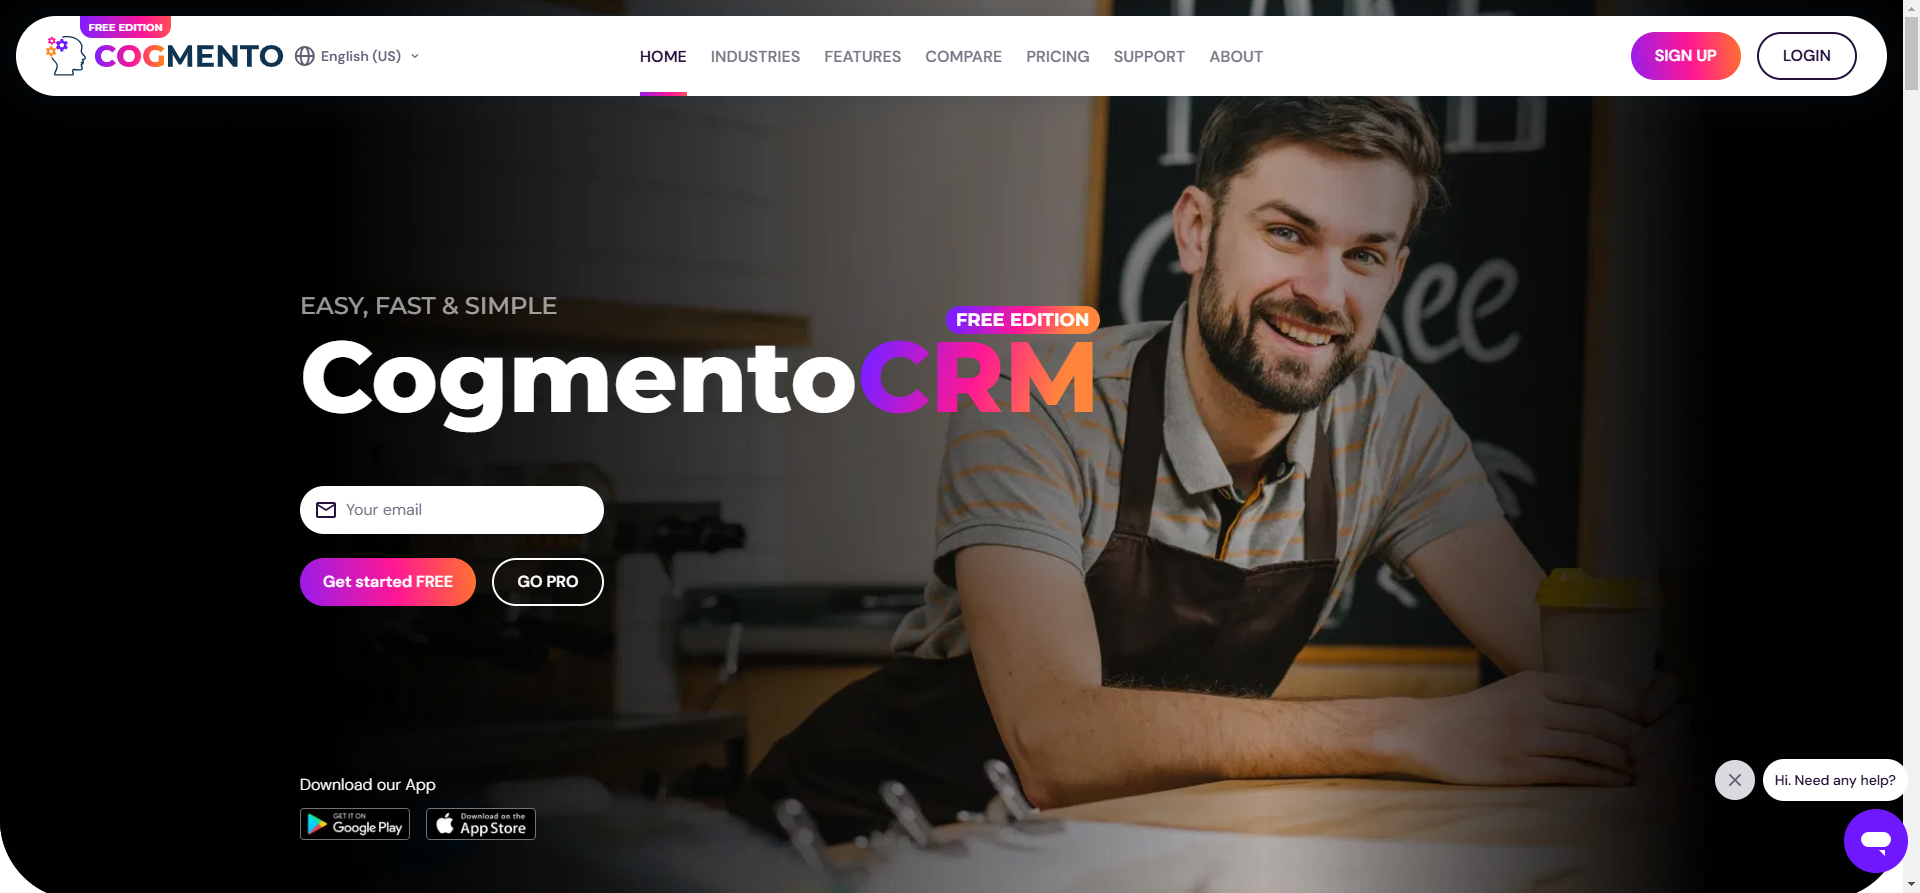 FREE EDITION
COGMENTO
English (US)
HOME
INDUSTRIES
FEATURES
COMPARE
PRICING
SUPPORT
ABOUT
SIGN UP
LOGIN
EASY, FAST & SIMPLE
FREE EDITION
CogmentoCRM
Your email
Get started FREE
GO PRO
Download our App
GET IT ON
Google Play
Download on the
App Store
Hi. Need any help?